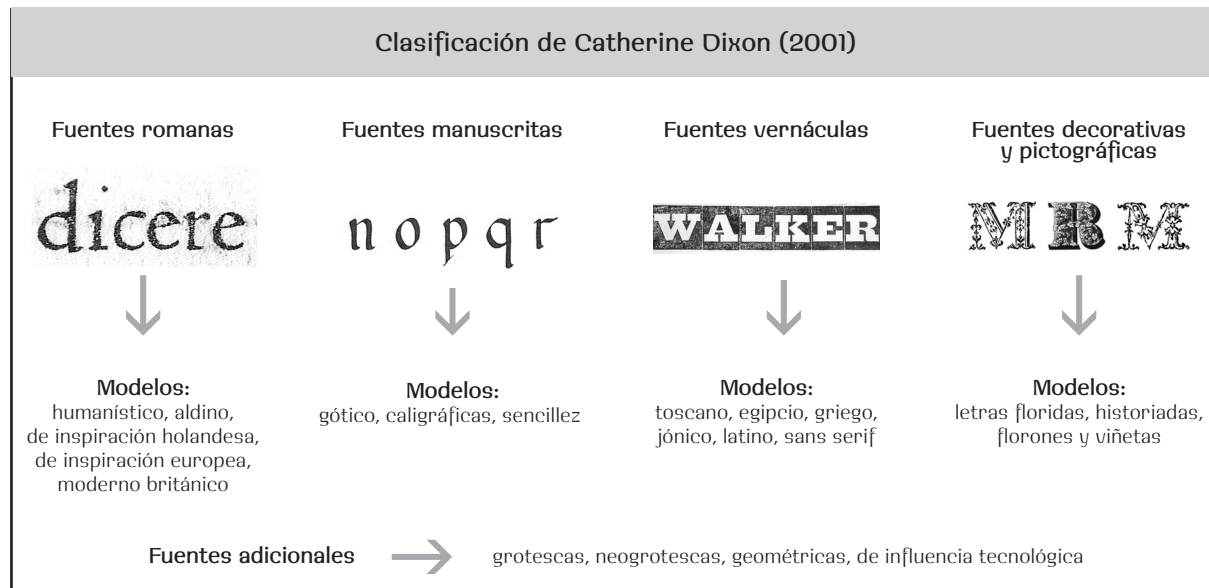 Clasificación de Catherine Dixon (2001)
Fuentes romanas
dicere
Modelos:
humanístico, aldino,
de inspiración holandesa,
de inspiración europea,
moderno británico
Fuentes manuscritas
n o p q r
Modelos:
gótico, caligráficas, sencillez
Fuentes vernáculas
WALKER
Modelos:
toscano, egipcio, griego,
jónico, latino, sans serif
Fuentes decorativas
y pictográficas
M R M
Modelos:
letras floridas, historiadas,
florones y viñetas
Fuentes adicionales
grotescas, neogrotescas, geométricas, de influencia tecnológica